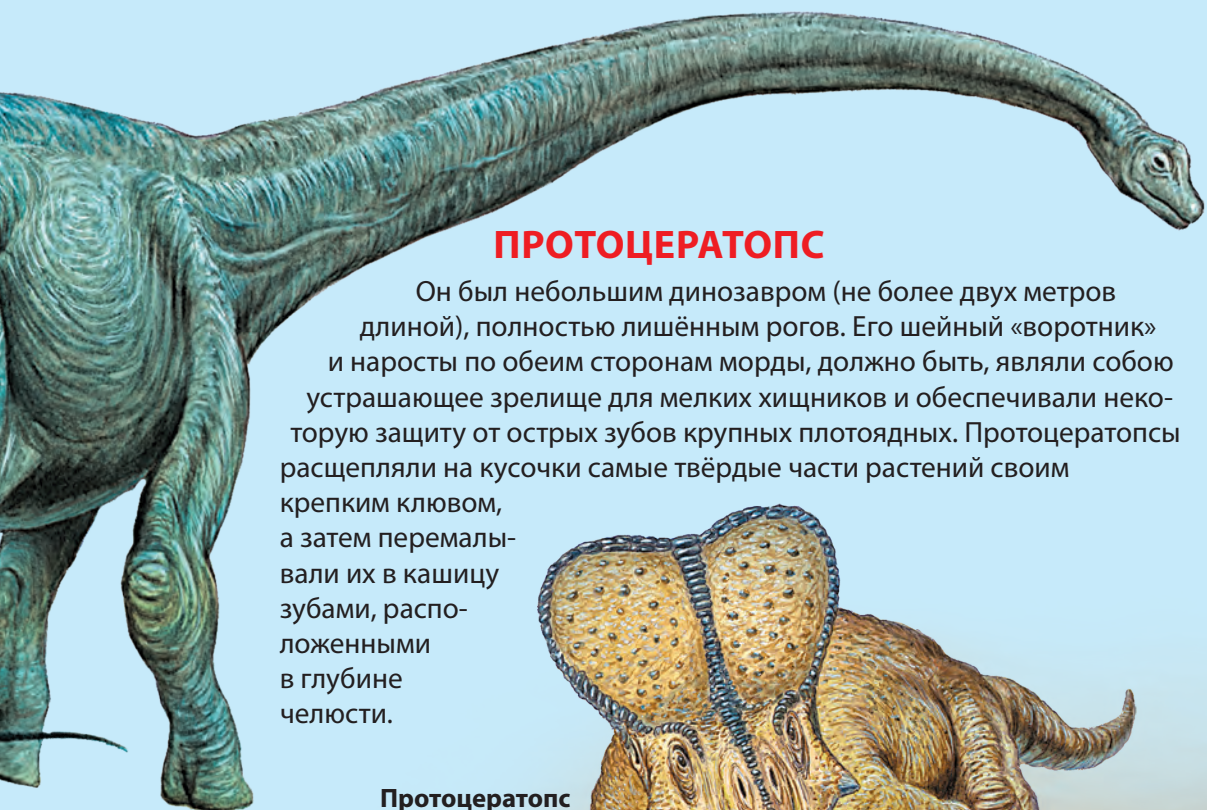 ПРОТОЦЕРАТОПС
Он был небольшим динозавром (не более двух метров
длиной), полностью лишённым рогов. Его шейный «воротник»
и наросты по обеим сторонам морды, должно быть, являли собою
устрашающее зрелище для мелких хищников и обеспечивали неко-
торую защиту от острых зубов крупных плотоядных. Протоцератопсы
расщепляли на кусочки самые твёрдые части растений своим
крепким клювом,
а затем перемалы-
вали их в кашицу
зубами, распо-
ложенными
в глубине
челюсти.
Протоцератопс